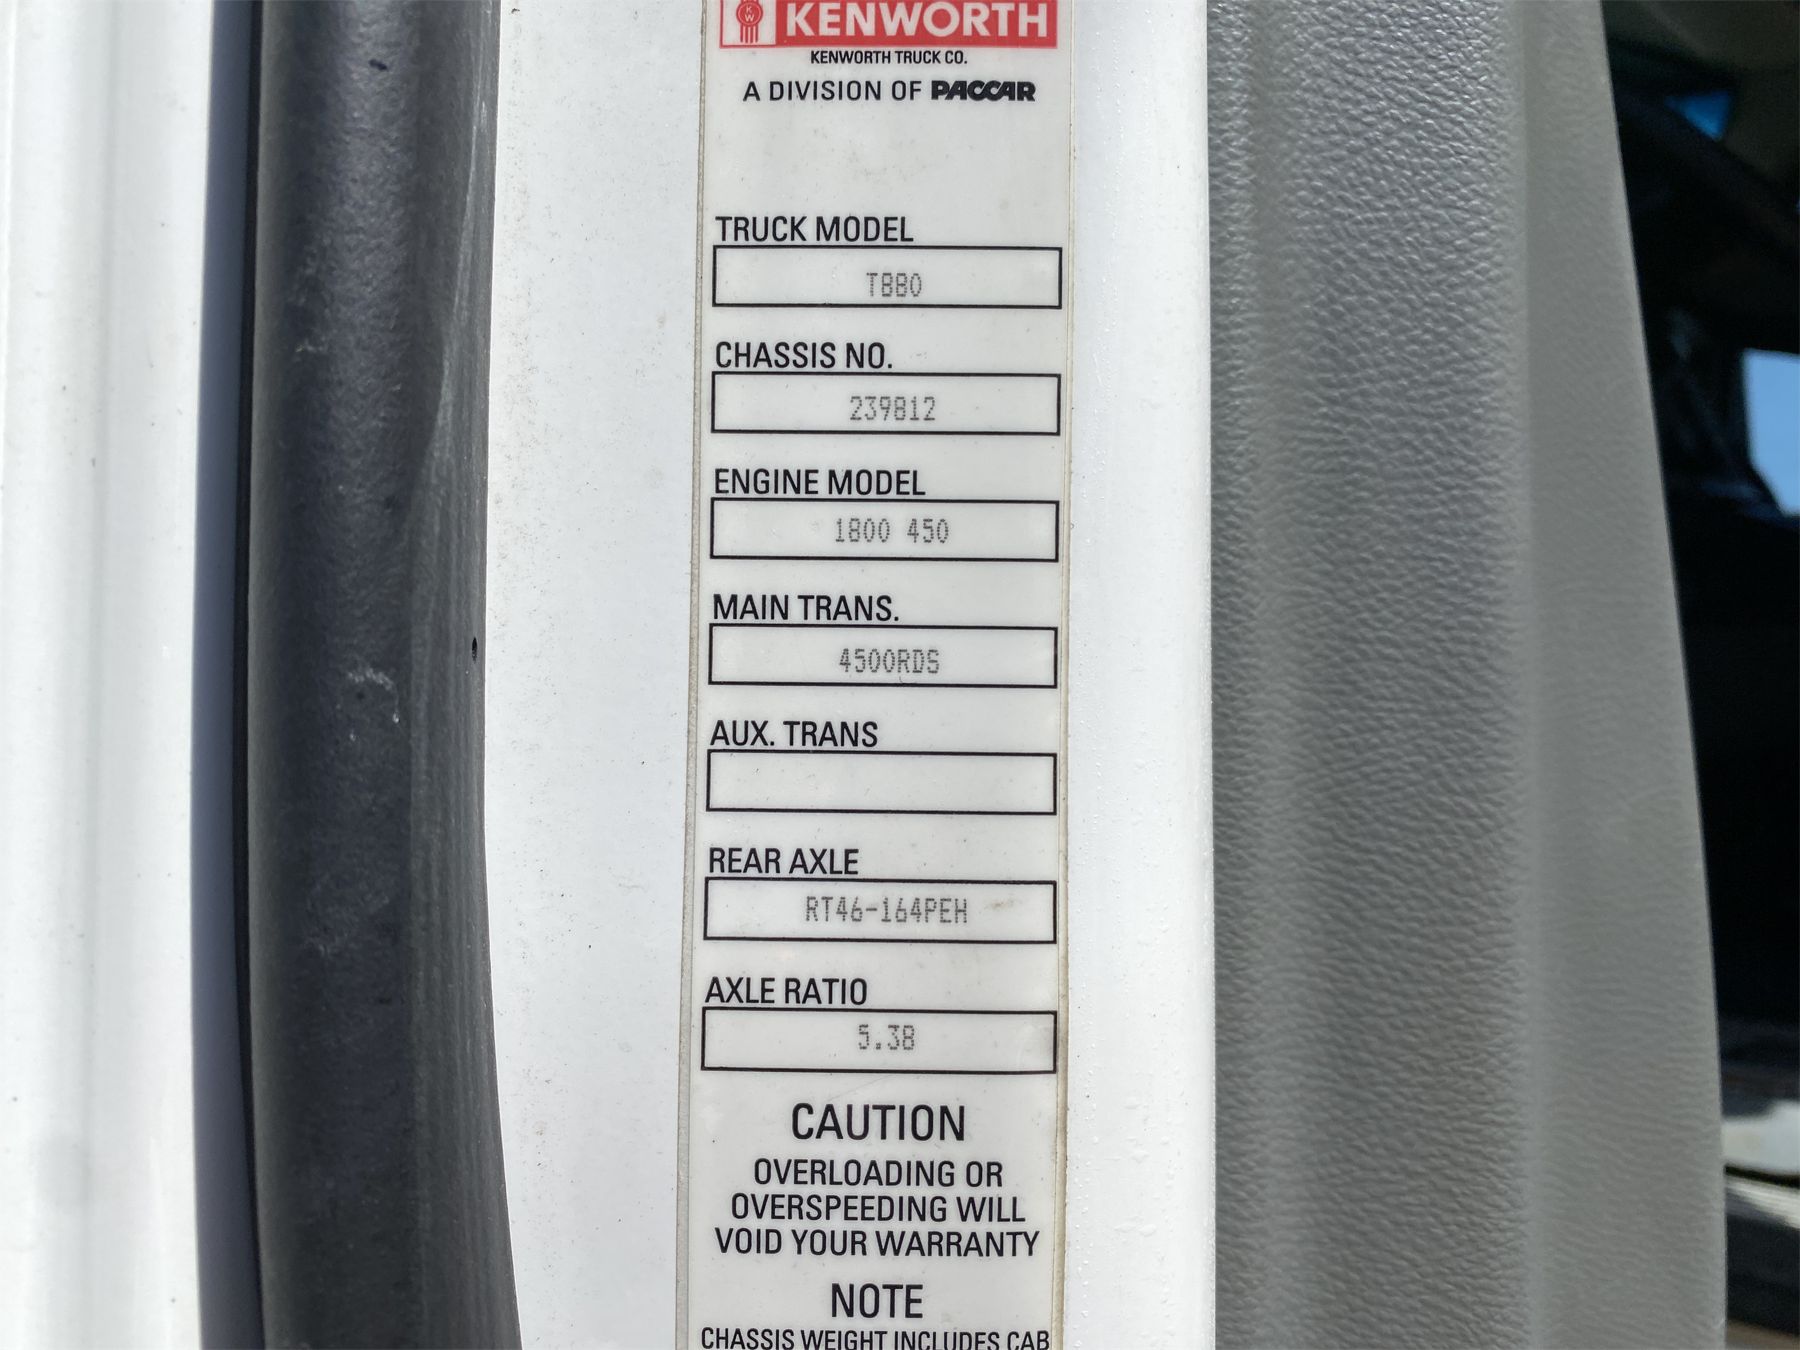 KENWORTH
KENWORTH TRUCK CO.
A DIVISION OF PACCAR
TRUCK MODEL
T880
CHASSIS NO.
239812
ENGINE MODEL
1800 450
MAIN TRANS.
4500RDS
AUX. TRANS
REAR AXLE
RT46-164PEH
AXLE RATIO
5.38
CAUTION
OVERLOADING OR
OVERSPEEDING WILL
VOID YOUR WARRANTY
NOTE
CHASSIS WEIGHT INCLUDES CAB